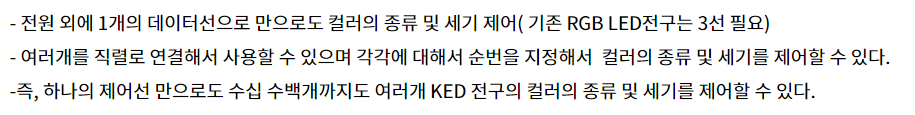 - 전원 외에 1개의 데이터선으로 만으로도 컬러의 종류 및 세기 제어( 기존 RGB LED전구는 3선 필요)
- 여러개를 직렬로 연결해서 사용할 수 있으며 각각에 대해서 순번을 지정해서  컬러의 종류 및 세기를 제어할 수 있다.
-즉, 하나의 제어선 만으로도 수십 수백개까지도 여러개 KED 전구의 컬러의 종류 및 세기를 제어할 수 있다.